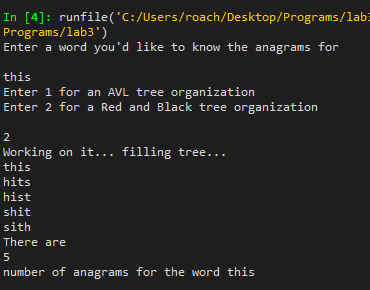 In [4]: runfile('C:/Users/roach/Desktop/Programs/lab3
Programs/lab3')
Enter a word you'd like to know the anagrams for
this
Enter 1 for an AVL tree organization
Enter 2 for a Red and Black tree organization
2
Working on it... filling tree...
this
hits
hist
shit
sith
There are
5
number of anagrams for the word this